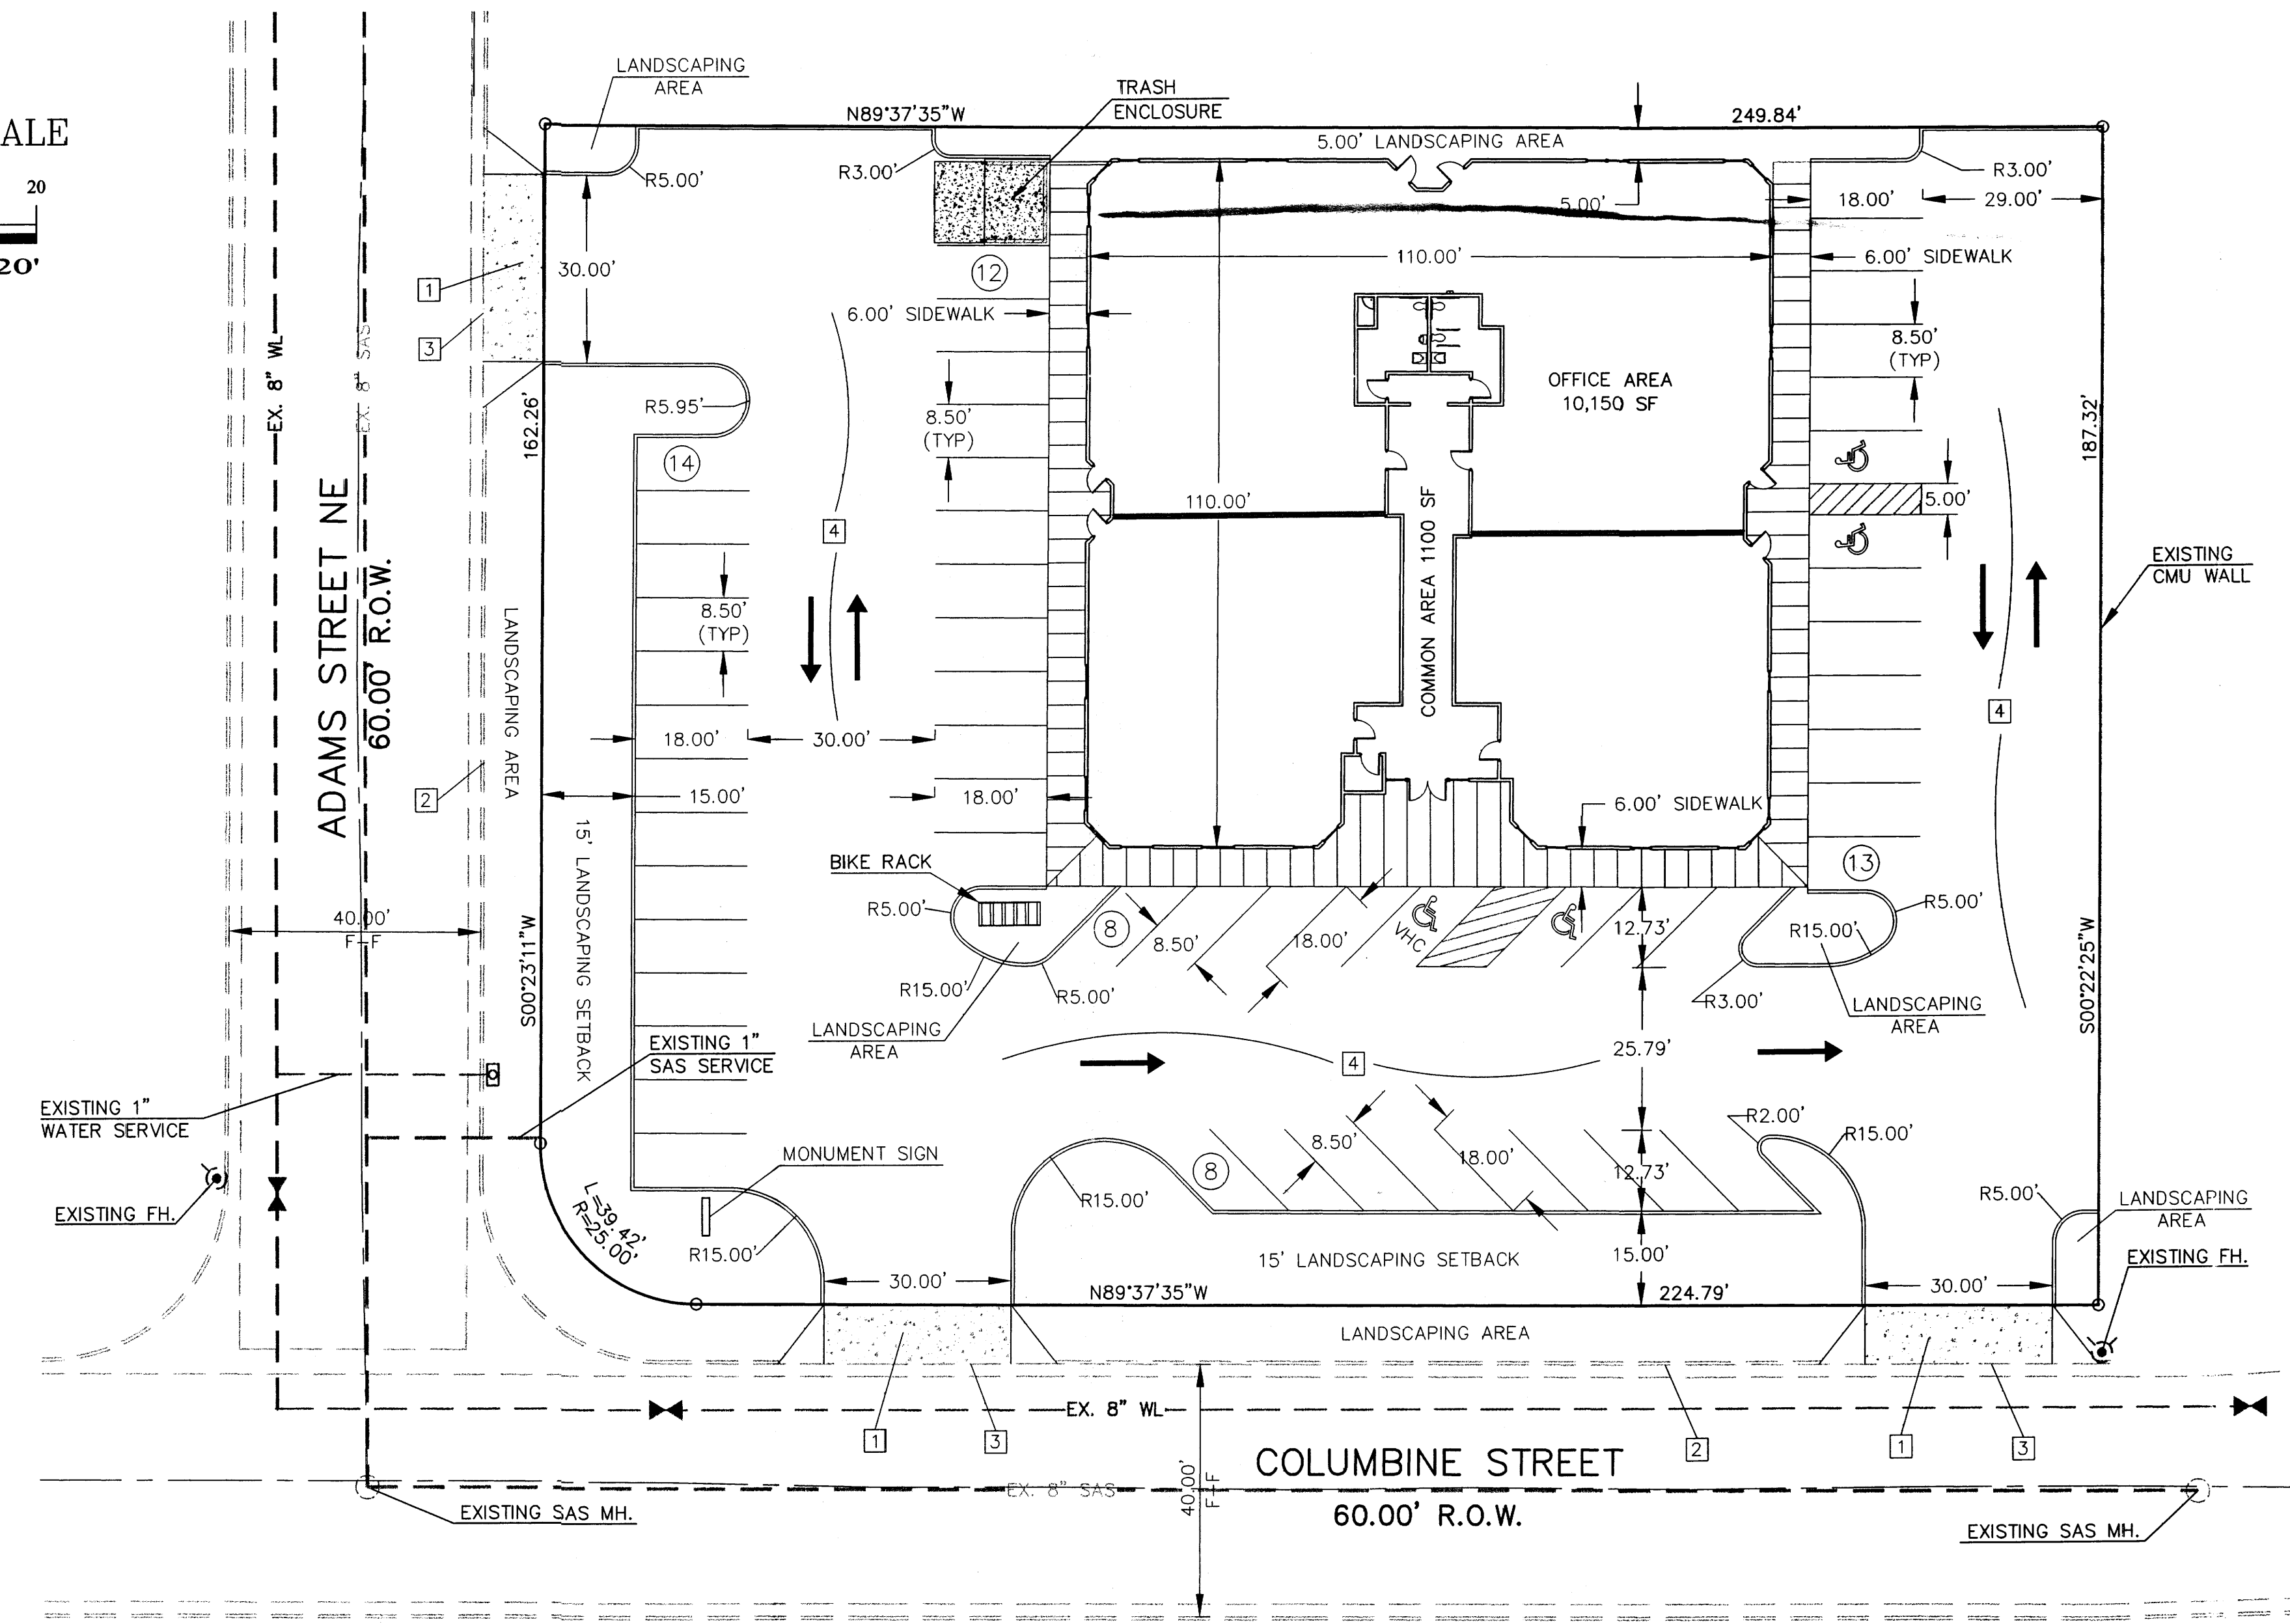 LANDSCAPING
AREA
TRASH
ENCLOSURE
N89°37'35"W
249.84'
ALE
20
20'
5.00' LANDSCAPING AREA
R5.00'
R3.00'
R3.00'
5.00'
18.00'
29.00'
30.00'
110.00'
6.00' SIDEWALK
1
12
3
6.00' SIDEWALK
EX. 8" WL
EX. 8" SAS
8.50'
(TYP)
OFFICE AREA
10,150 SF
R5.95'
8.50'
(TYP)
162.26'
187.32'
14
110.00'
5.00'
4
ADAMS STREET NE
60.00' R.O.W.
COMMON AREA 1100 SF
EXISTING
CMU WALL
8.50'
(TYP)
LANDSCAPING AREA
4
18.00'
30.00'
2
15.00'
18.00'
6.00' SIDEWALK
15' LANDSCAPING SETBACK
BIKE RACK
13
40.00'
F-F
S00°23'11"W
R5.00'
8
8.50'
18.00'
VHC
12.73'
R15.00'
R5.00'
S00°22'25"W
R15.00'
R5.00'
R3.00'
LANDSCAPING
AREA
LANDSCAPING
AREA
EXISTING 1"
SAS SERVICE
4
25.79'
EXISTING 1"
WATER SERVICE
MONUMENT SIGN
8.50'
18.00'
R2.00'
R15.00'
8
12.73'
L=39.42'
R=25.00'
R15.00'
R5.00'
LANDSCAPING
AREA
EXISTING FH.
R15.00'
15' LANDSCAPING SETBACK
15.00'
EXISTING FH.
30.00'
N89°37'35"W
224.79'
30.00'
LANDSCAPING AREA
EX. 8" WL
1
3
2
1
3
COLUMBINE STREET
EX. 8" SAS
40.00'
F-F
60.00' R.O.W.
EXISTING SAS MH.
EXISTING SAS MH.